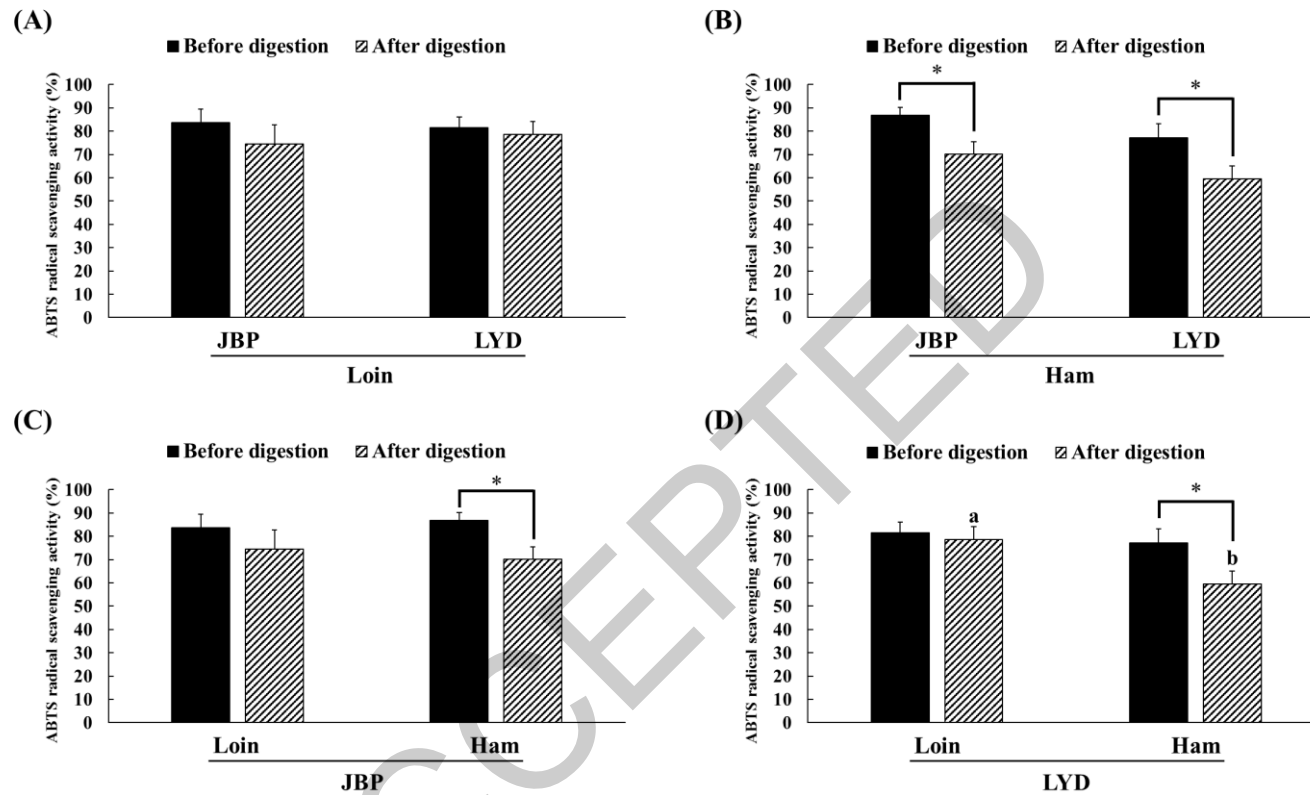 (A)
Before digestion After digestion
ABTS radical scavenging activity (%)
100
90
80
70
60
50
40
30
20
10
0
JBP LYD
Loin
(B)
Before digestion After digestion
ABTS radical scavenging activity (%)
100
90
80
70
60
50
40
30
20
10
0
* *
JBP LYD
Ham
(C)
Before digestion After digestion
ABTS radical scavenging activity (%)
100
90
80
70
60
50
40
30
20
10
0
*
Loin Ham
JBP
(D)
Before digestion After digestion
ABTS radical scavenging activity (%)
100
90
80
70
60
50
40
30
20
10
0
*
a
b
Loin Ham
LYD
CCEPTED